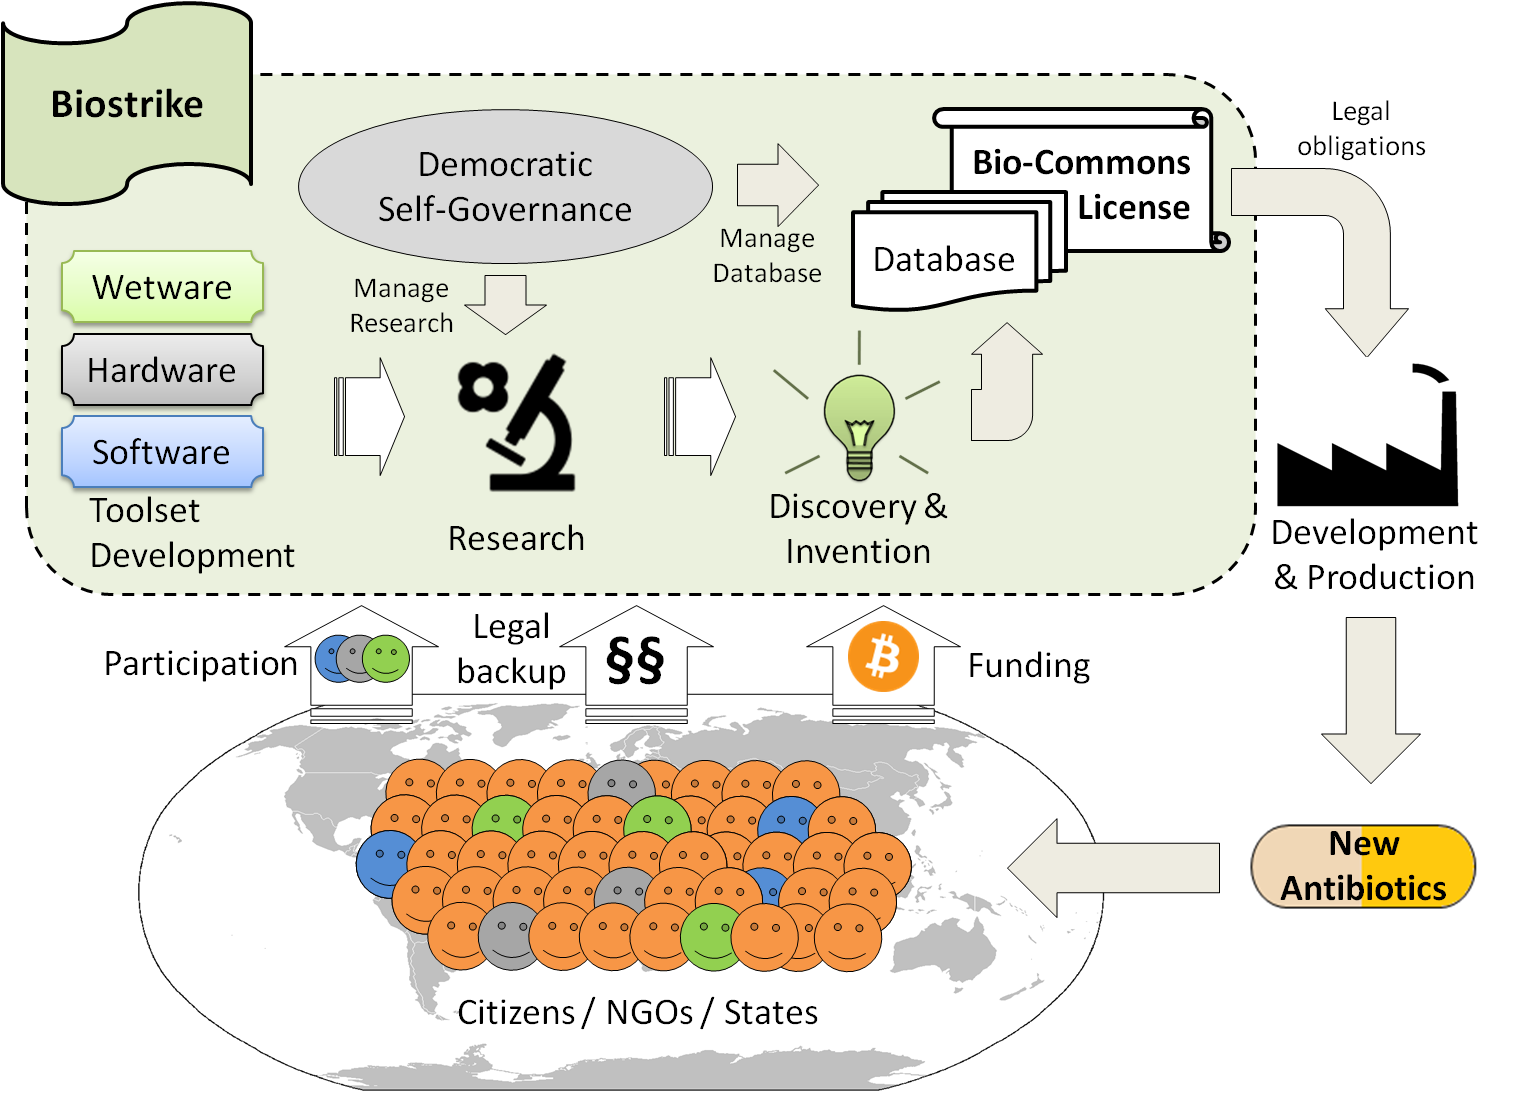 Biostrike
Democratic
Self-Governance
Bio-Commons
License
Legal
obligations
Manage
Database
Database
Wetware
Hardware
Software
Toolset
Development
Manage
Research
Research
Discovery &
Invention
Development
& Production
Participation
Legal
backup
§§
Funding
New
Antibiotics
Citizens / NGOs / States